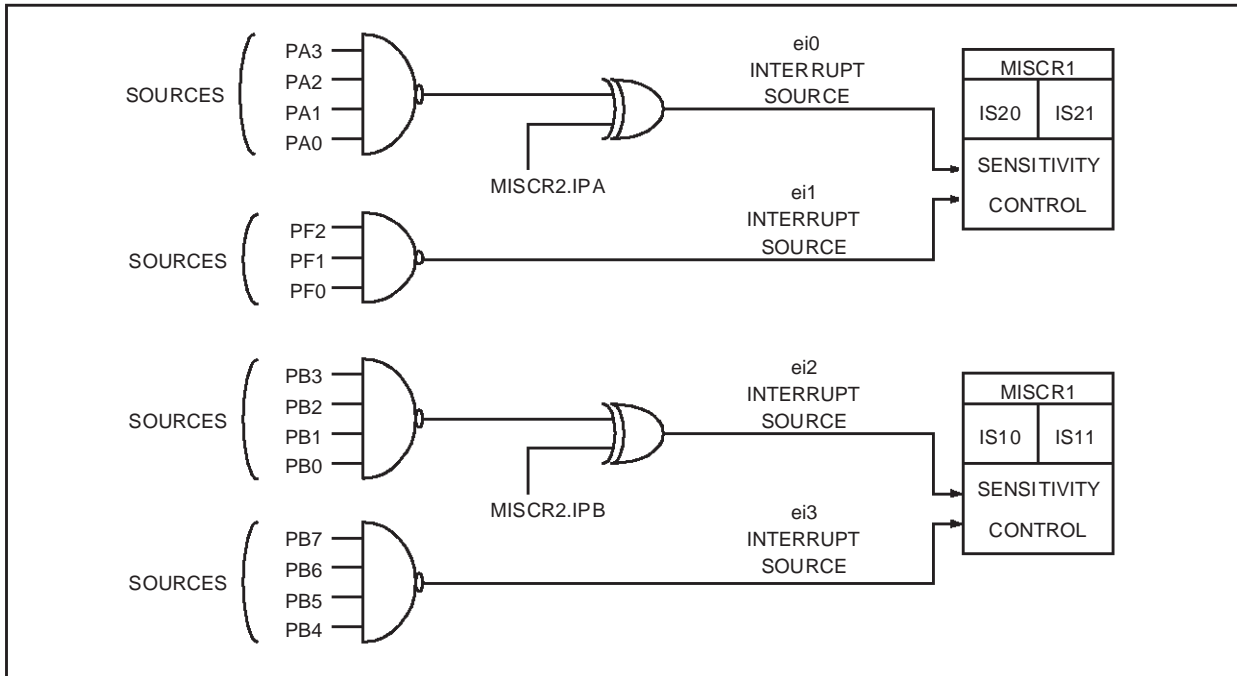 SOURCES
PA3
PA2
PA1
PA0
MISCR2.IPA
ei0
INTERRUPT
SOURCE
MISCR1
IS20 IS21
SENSITIVITY
CONTROL
SOURCES
PF2
PF1
PF0
ei1
INTERRUPT
SOURCE
SOURCES
PB3
PB2
PB1
PB0
MISCR2.IPB
ei2
INTERRUPT
SOURCE
MISCR1
IS10 IS11
SENSITIVITY
CONTROL
SOURCES
PB7
PB6
PB5
PB4
ei3
INTERRUPT
SOURCE